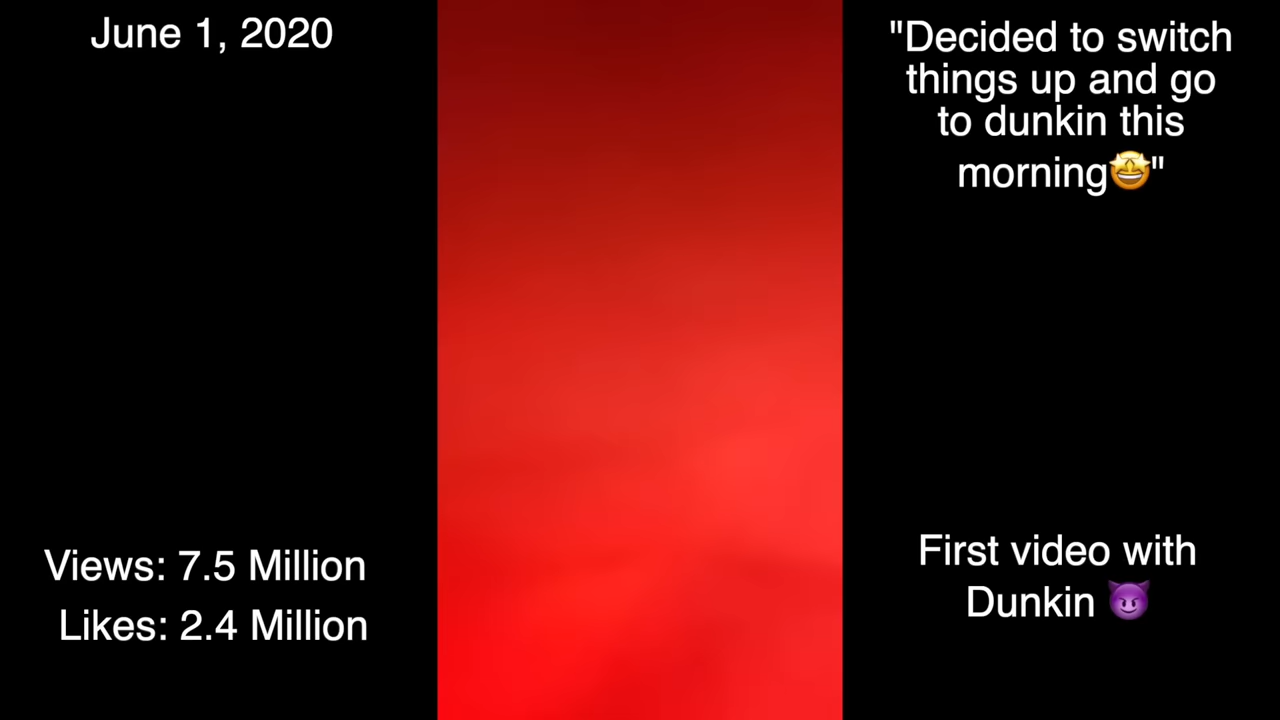 June 1, 2020
"Decided to switch
things up and go
to dunkin this
morning🤩"
Views: 7.5 Million
Likes: 2.4 Million
First video with
Dunkin 😈